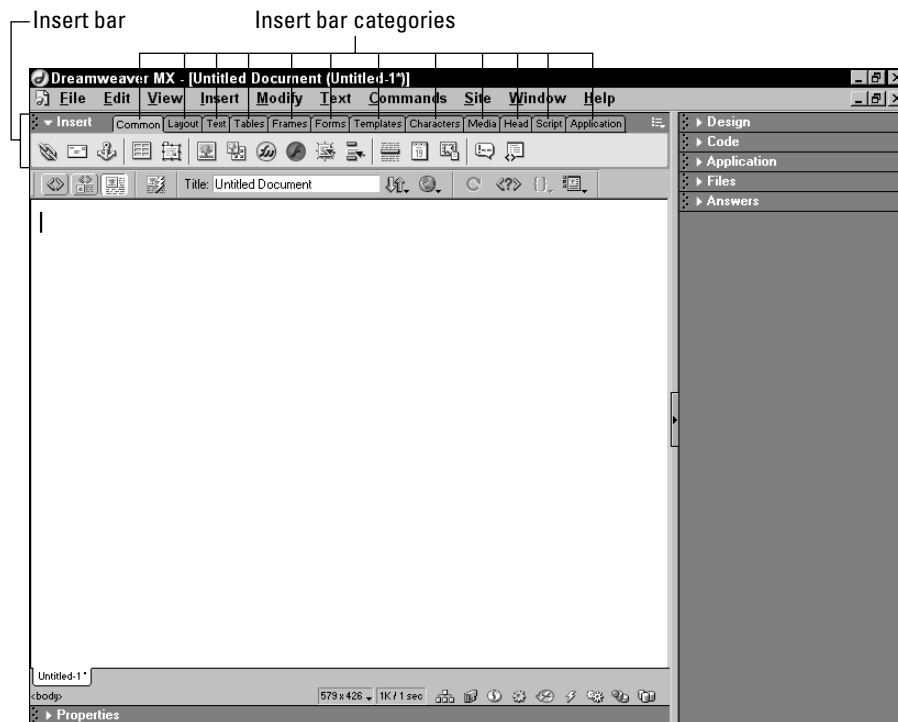 Insert bar
Insert bar categories
Dreamweaver MX - [Untitled Document (Untitled-1*)]
File Edit View Insert Modify Text Commands Site Window Help
Insert Common Layout Text Tables Frames Forms Templates Characters Media Head Script Application
Design
Code
Application
Files
Answers
Title: Untitled Document
Untitled-1*
<body>
579 x 426 1K / 1 sec
Properties